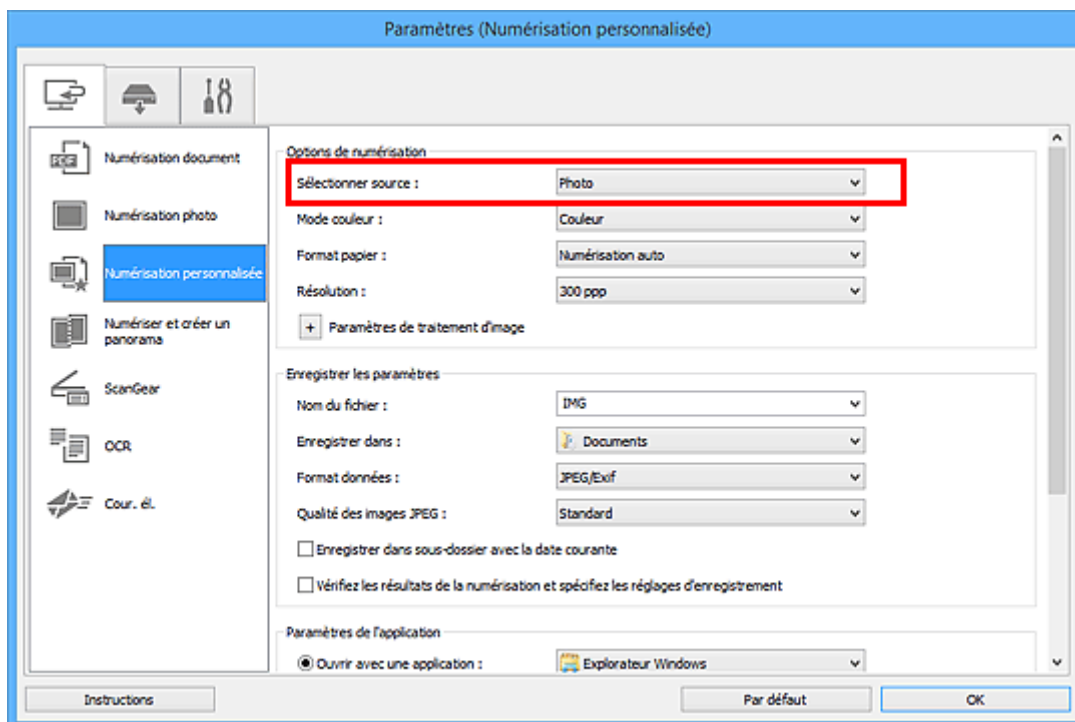 Paramètres (Numérisation personnalisée)
Numérisation document
Numérisation photo
Numérisation personnalisée
Numériser et créer un
panorama
ScanGear
OCR
Cour. él.
Options de numérisation
Sélectionner source : Photo
Mode couleur : Couleur
Format papier : Numérisation auto
Résolution : 300 ppp
+ Paramètres de traitement d'image
Enregistrer les paramètres
Nom du fichier : IMG
Enregistrer dans : Documents
Format données : JPEG/Exif
Qualité des images JPEG : Standard
Enregistrer dans sous-dossier avec la date courante
Vérifiez les résultats de la numérisation et spécifiez les réglages d'enregistrement
Paramètres de l'application
Ouvrir avec une application : Explorateur Windows
Instructions Par défaut OK